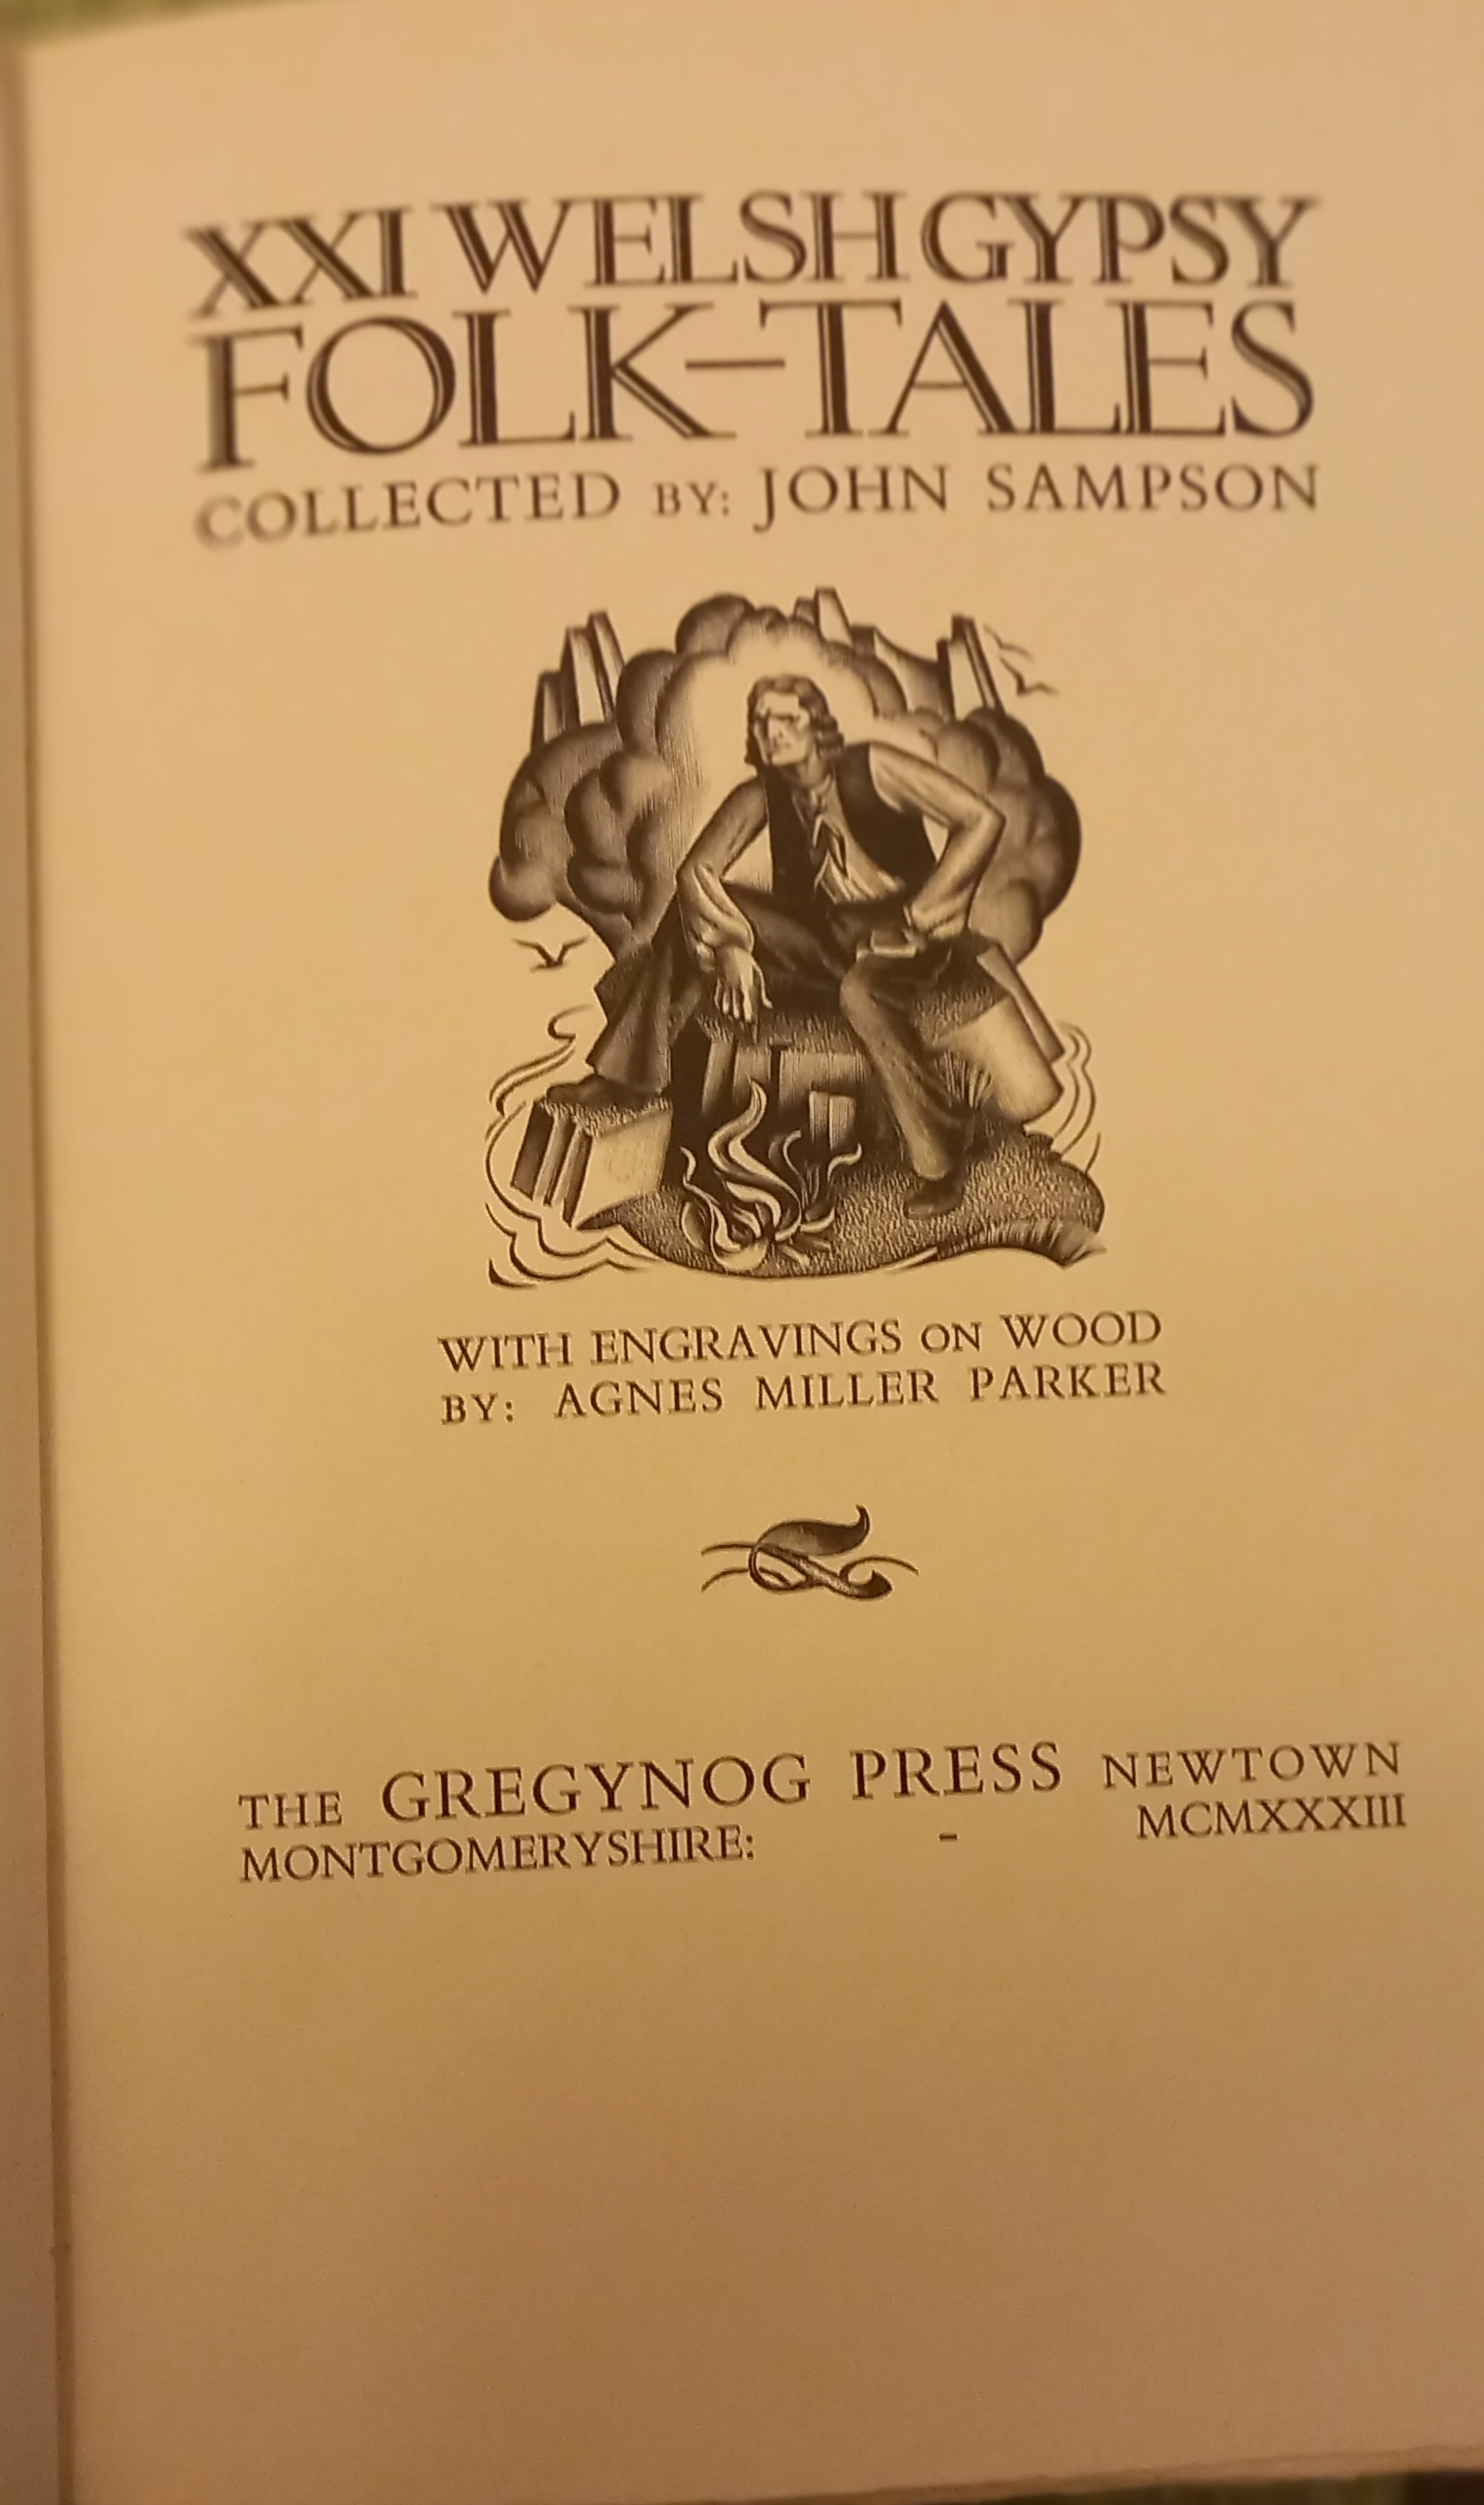 XXI WELSH GYPSY
FOLK-TALES
COLLECTED BY: JOHN SAMPSON
WITH ENGRAVINGS ON WOOD
BY: AGNES MILLER PARKER
THE GREGYNOG PRESS NEWTOWN
MONTGOMERYSHIRE: - MCMXXXIII